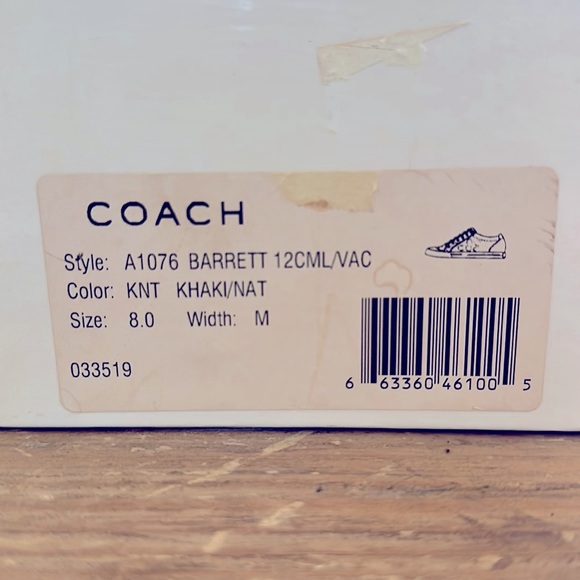 COACH
Style: A1076 BARRETT 12CML/VAC
Color: KNT KHAKI/NAT
Size: 8.0 Width: M
033519
6 63360 46100 5